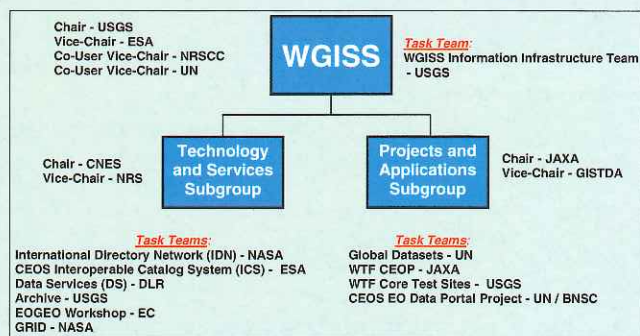 Chair - USGS
Vice-Chair - ESA
Co-User Vice-Chair - NRSCC
Co-User Vice-Chair - UN
WGISS
Task Team:
WGISS Information Infrastructure Team
- USGS
Chair - CNES
Vice-Chair - NRS
Technology
and Services
Subgroup
Projects and
Applications
Subgroup
Chair - JAXA
Vice-Chair - GISTDA
Task Teams:
International Directory Network (IDN) - NASA
CEOS Interoperable Catalog System (ICS) - ESA
Data Services (DS) - DLR
Archive - USGS
EOGEO Workshop - EC
GRID - NASA
Task Teams:
Global Datasets - UN
WTF CEOP - JAXA
WTF Core Test Sites - USGS
CEOS EO Data Portal Project - UN / BNSC